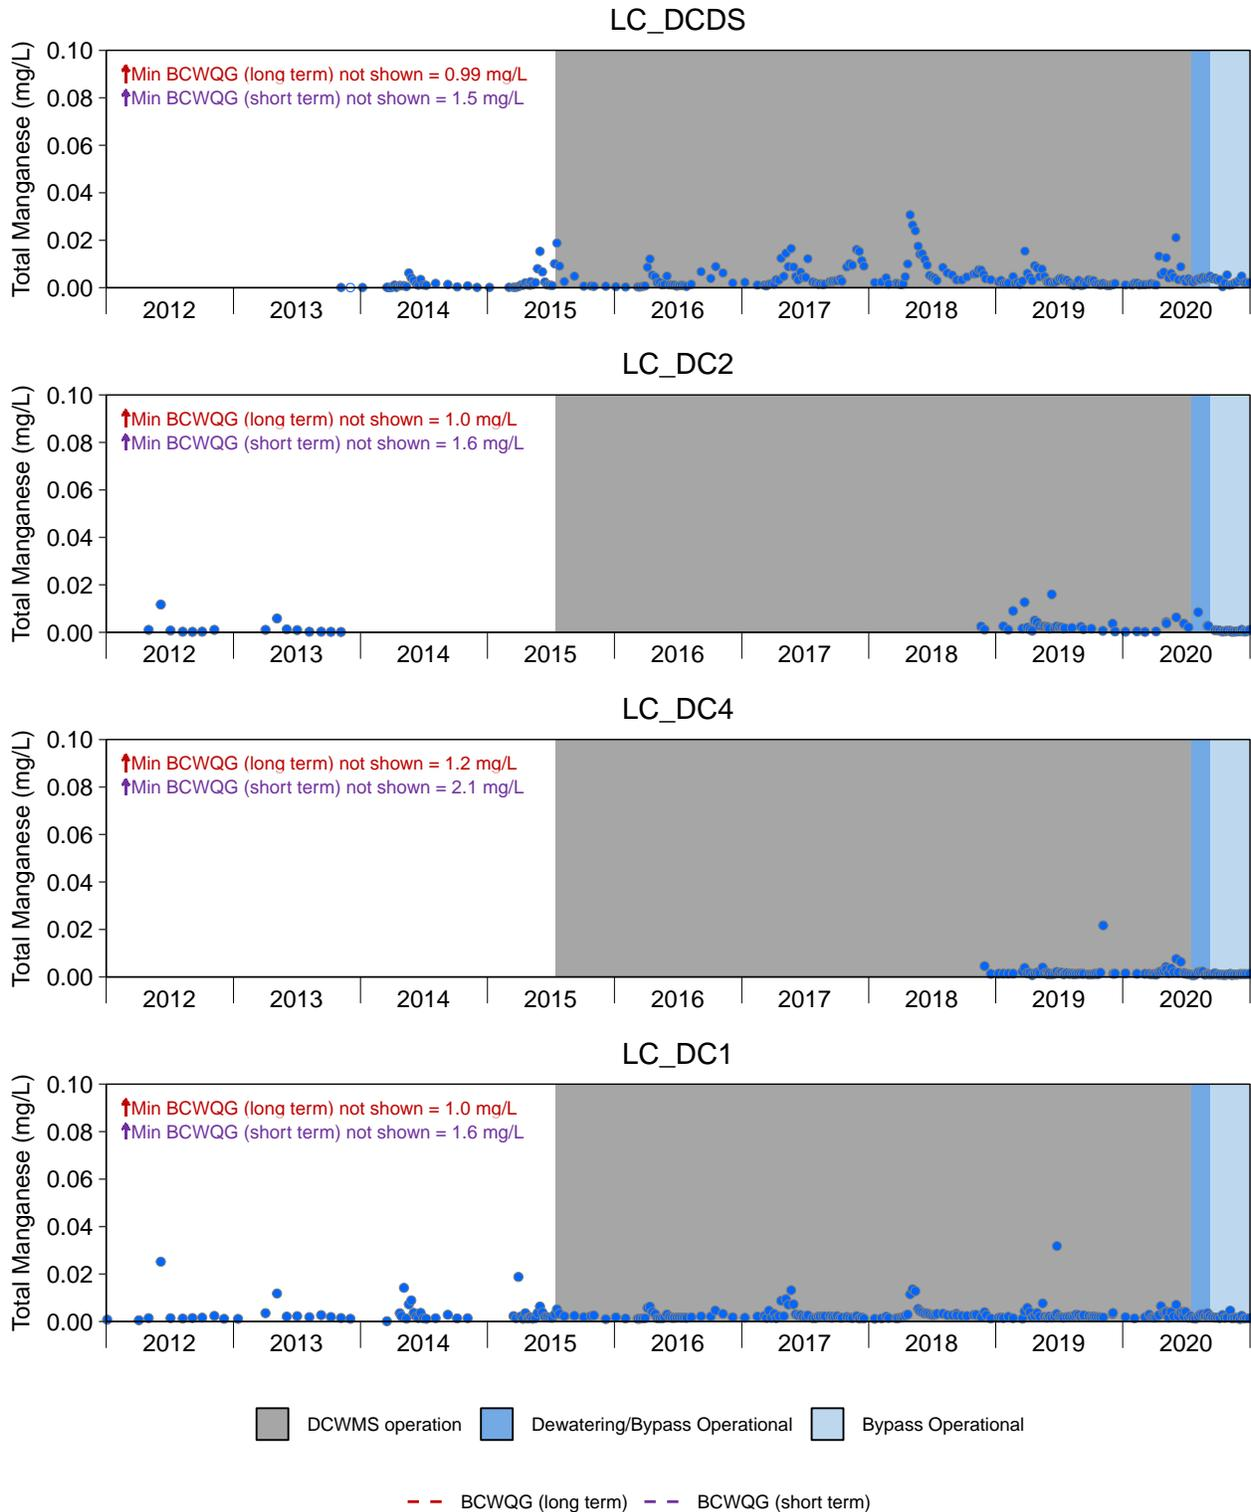 LC_DCDS
Total Manganese (mg/L)
0.10
0.08
0.06
0.04
0.02
0.00
Min BCWQG (long term) not shown = 0.99 mg/L
Min BCWQG (short term) not shown = 1.5 mg/L
2012 2013 2014 2015 2016 2017 2018 2019 2020
LC_DC2
Total Manganese (mg/L)
0.10
0.08
0.06
0.04
0.02
0.00
Min BCWQG (long term) not shown = 1.0 mg/L
Min BCWQG (short term) not shown = 1.6 mg/L
2012 2013 2014 2015 2016 2017 2018 2019 2020
LC_DC4
Total Manganese (mg/L)
0.10
0.08
0.06
0.04
0.02
0.00
Min BCWQG (long term) not shown = 1.2 mg/L
Min BCWQG (short term) not shown = 2.1 mg/L
2012 2013 2014 2015 2016 2017 2018 2019 2020
LC_DC1
Total Manganese (mg/L)
0.10
0.08
0.06
0.04
0.02
0.00
Min BCWQG (long term) not shown = 1.0 mg/L
Min BCWQG (short term) not shown = 1.6 mg/L
2012 2013 2014 2015 2016 2017 2018 2019 2020
DCWMS operation Dewatering/Bypass Operational Bypass Operational
BCWQG (long term) BCWQG (short term)